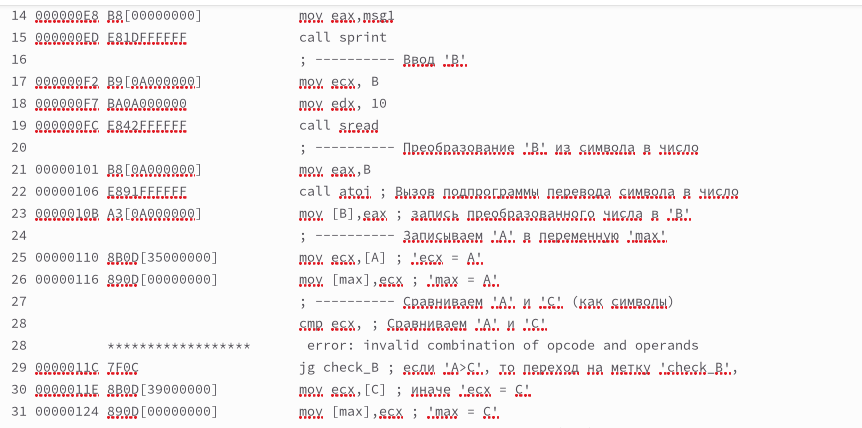 14 000000E8 B8[00000000] mov eax,msg1
15 000000ED E81DFFFFFF call sprint
16 ; ---------- Ввод 'B'
17 000000F2 B9[0A000000] mov ecx, B
18 000000F7 BA0A000000 mov edx, 10
19 000000FC E842FFFFFF call sread
20 ; ---------- Преобразование 'B' из символа в число
21 00000101 B8[0A000000] mov eax,B
22 00000106 E891FFFFFF call atoi ; Вызов подпрограммы перевода символа в число
23 0000010B A3[0A000000] mov [B],eax ; запись преобразованного числа в 'B'
24 ; ---------- Записываем 'A' в переменную 'max'
25 00000110 8B0D[35000000] mov ecx,[A] ; 'ecx = A'
26 00000116 890D[00000000] mov [max],ecx ; 'max = A'
27 ; ---------- Сравниваем 'A' и 'C' (как символы)
28 cmp ecx, ; Сравниваем 'A' и 'C'
28 ****************** error: invalid combination of opcode and operands
29 0000011C 7F0C jg check_B ; если 'A>C', то переход на метку 'check_B',
30 0000011E 8B0D[39000000] mov ecx,[C] ; иначе 'ecx = C'
31 00000124 890D[00000000] mov [max],ecx ; 'max = C'